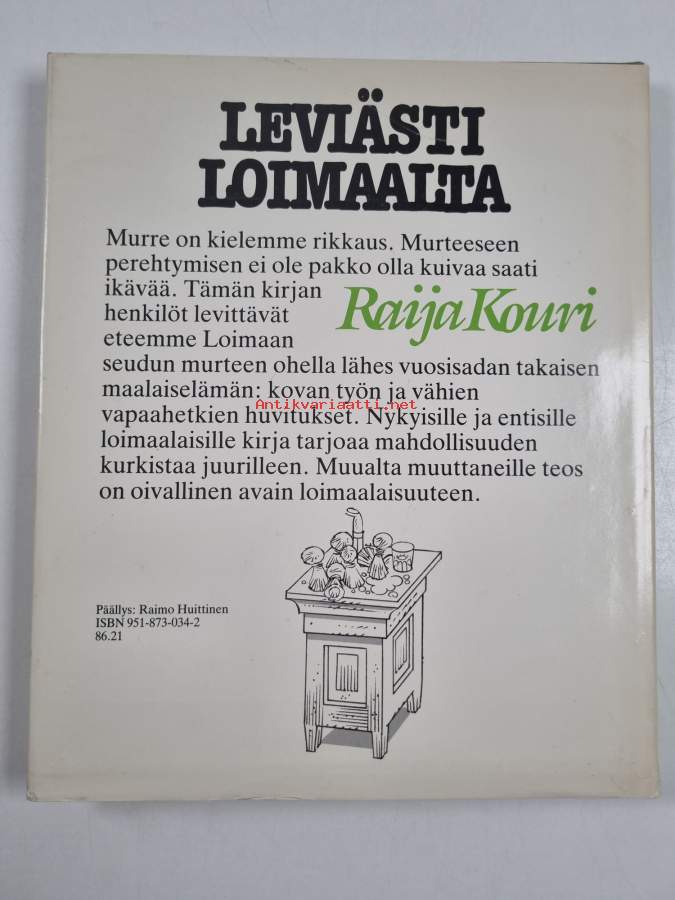 LEVIÄSTI
LOIMAALTA
Murre on kielemme rikkaus. Murteeseen
perehtymisen ei ole pakko olla kuivaa saati
ikävää. Tämän kirjan
henkilöt levittävät
eteemme Loimaan
Raija Kouri
seudun murteen ohella lähes vuosisadan takaisen
maalaiselämän: kovan työn ja vähien
Antikvariaatti.net
vapaahetkien huvitukset. Nykyisille ja entisille
loimaalaisille kirja tarjoaa mahdollisuuden
kurkistaa juurilleen. Muualta muuttaneille teos
on oivallinen avain loimaalaisuuteen.
Päällys: Raimo Huittinen
ISBN 951-873-034-2
86.21